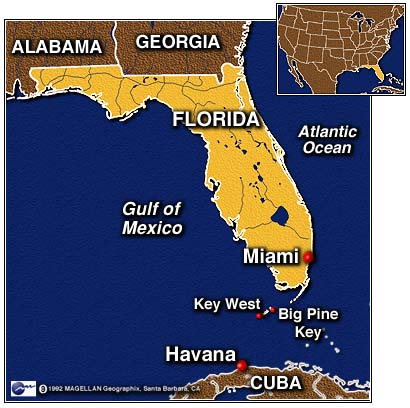 ALABAMA
GEORGIA
FLORIDA
Atlantic
Ocean
Gulf of
Mexico
Miami
Key West
Big Pine
Key
Havana
CUBA
1992 MAGELLAN Geographix, Santa Barbara, CA